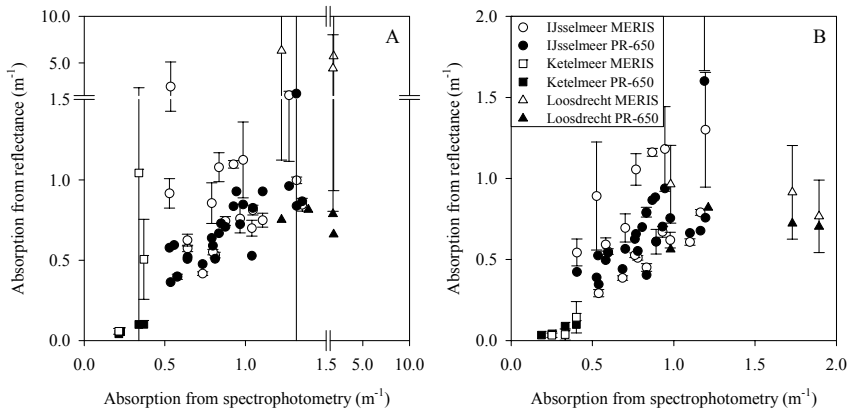 10.0
5.0
1.5
1.0
0.5
0.0
Absorption from reflectance (m-1)
A
0.0 0.5 1.0 1.5 5.0 10.0
Absorption from spectrophotometry (m-1)
2.0
1.5
1.0
0.5
0.0
Absorption from reflectance (m-1)
IJsselmeer MERIS
IJsselmeer PR-650
Ketelmeer MERIS
Ketelmeer PR-650
Loosdrecht MERIS
Loosdrecht PR-650
B
0.0 0.5 1.0 1.5 2.0
Absorption from spectrophotometry (m-1)